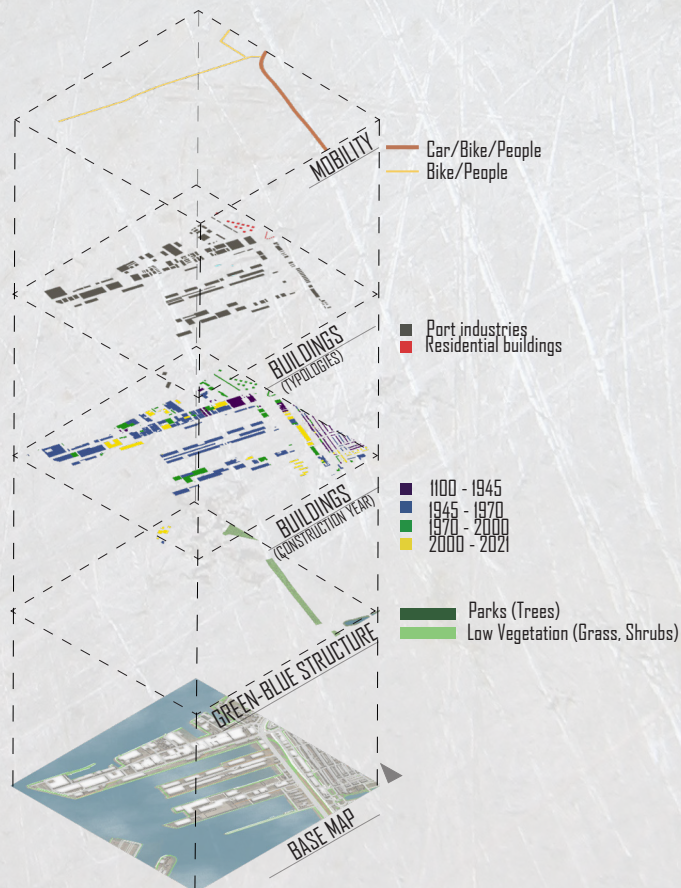 MOBILITY
Car/Bike/People
Bike/People
BUILDINGS
(TYPOLOGIES)
Port industries
Residential buildings
BUILDINGS
(CONSTRUCTION YEAR)
1100 - 1945
1945 - 1970
1970 - 2000
2000 - 2021
GREEN-BLUE STRUCTURE
Parks (Trees)
Low Vegetation (Grass, Shrubs)
BASE MAP